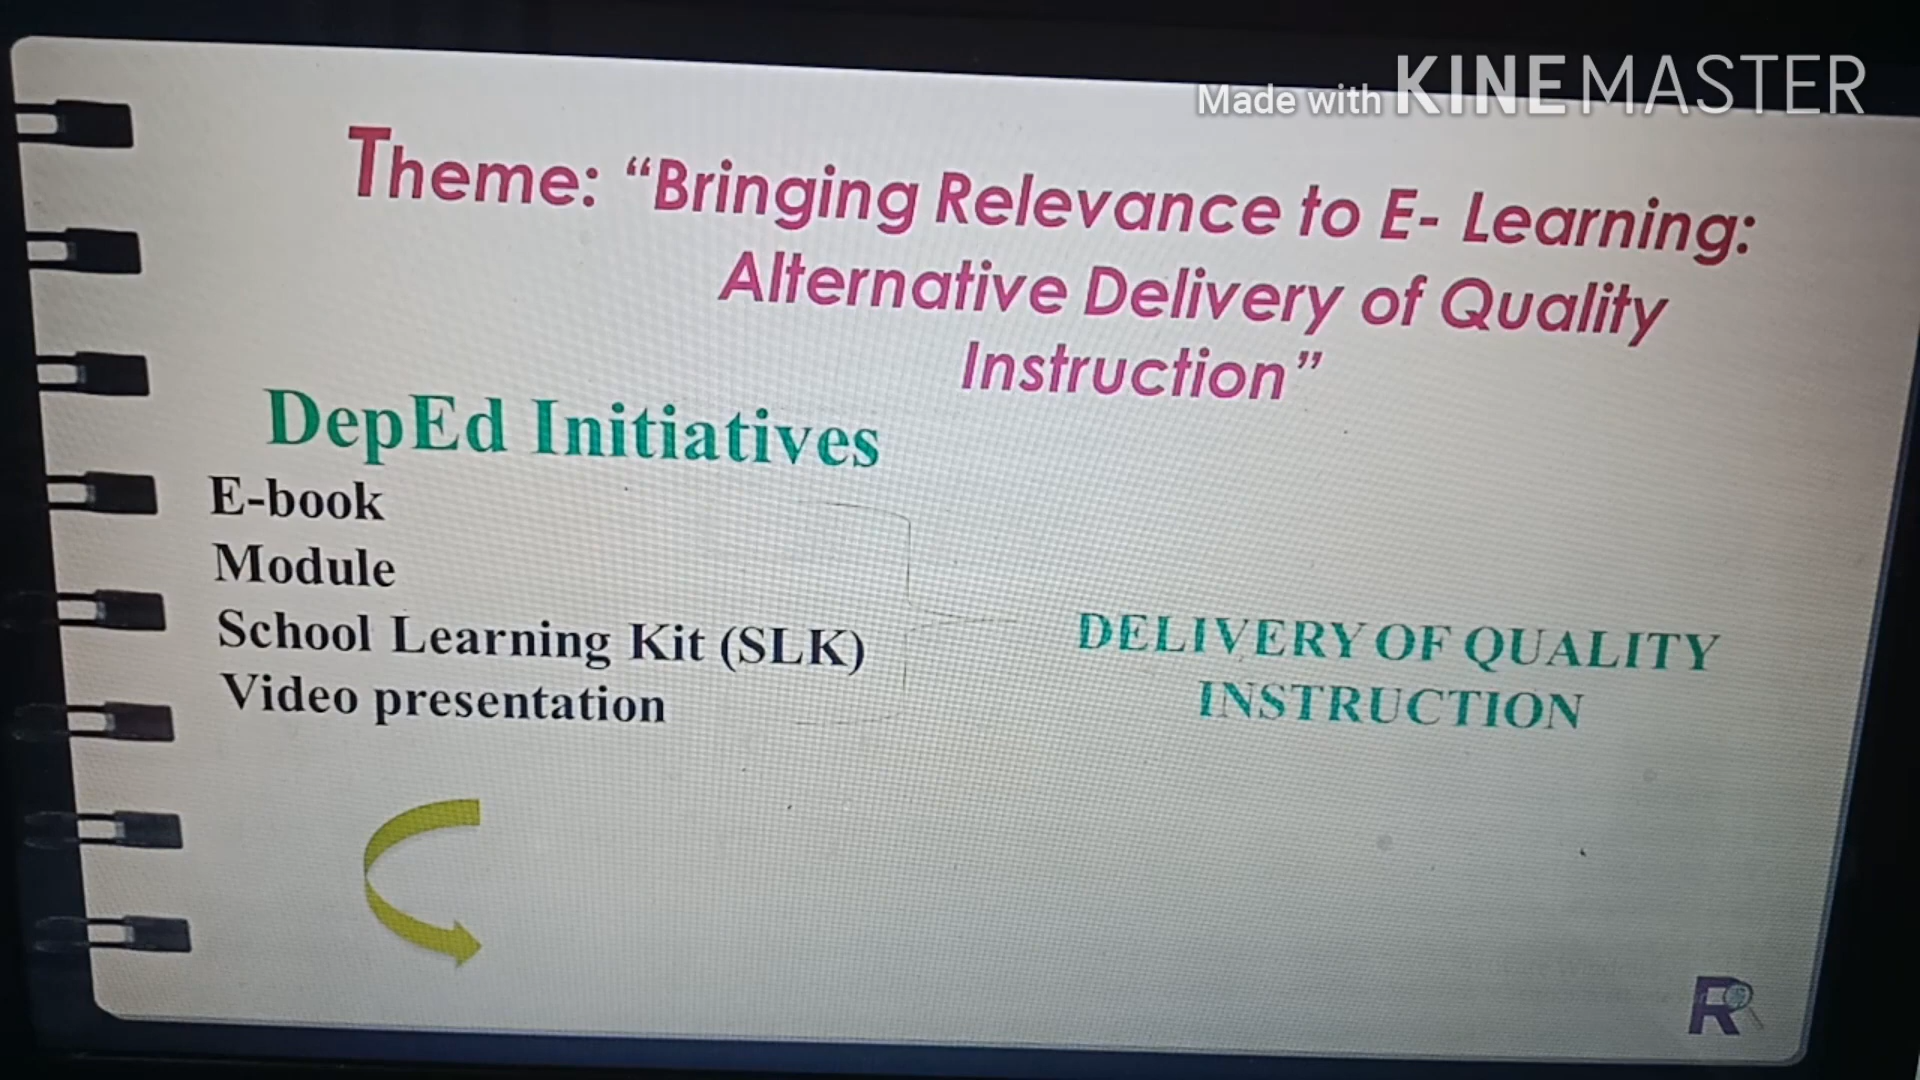 Made with KINEMASTER
Theme: “Bringing Relevance to E- Learning:
Alternative Delivery of Quality
Instruction”
DepEd Initiatives
E-book
Module
School Learning Kit (SLK)
Video presentation
DELIVERY OF QUALITY
INSTRUCTION
R